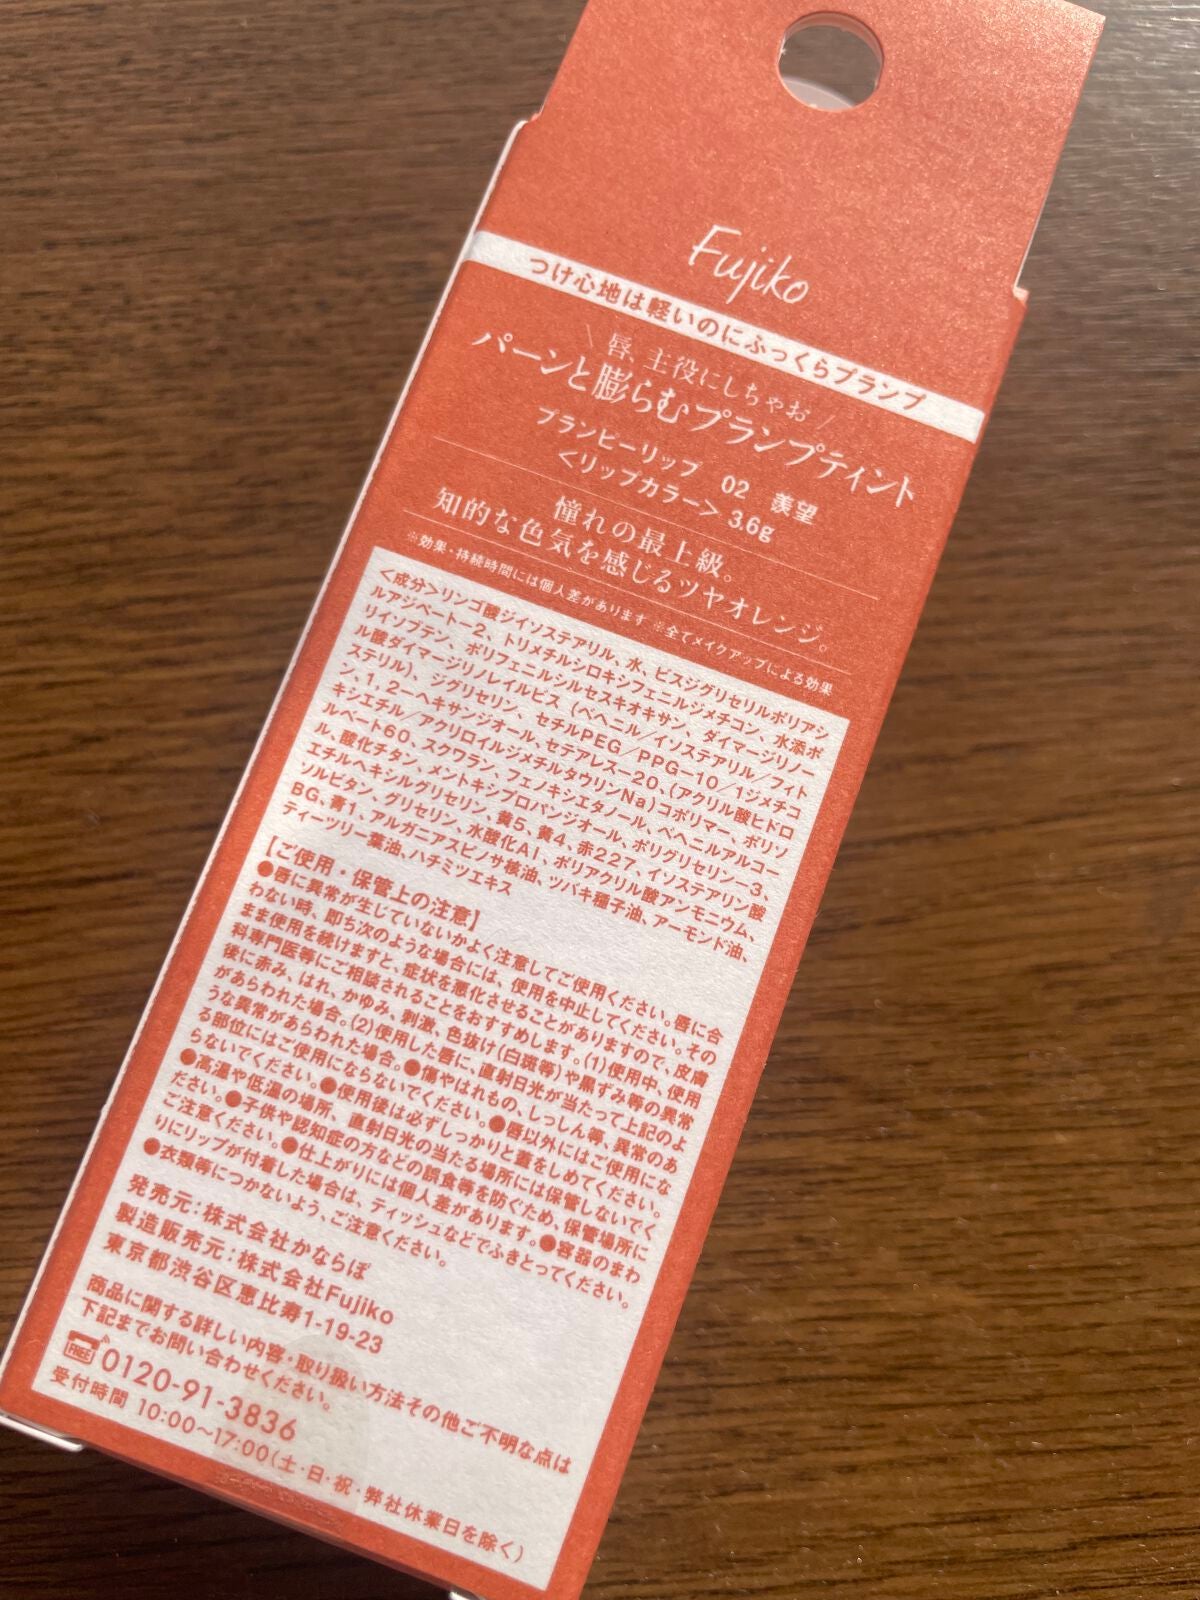 Fujiko
つけ心地は軽いのにふっくらプランプ
\ 唇、主役にしちゃお /
パーンと膨らむプランプティント
プランピーリップ 02 羨望
<リップカラー> 3.6g
憧れの最上級。
知的な色気を感じるツヤオレンジ。
※効果・持続時間には個人差があります ※全てメイクアップによる効果
<成分>リンゴ酸ジイソステアリル、水、ビスジグリセリルポリアシ
ルアジペート-2、トリメチルシロキシフェニルジメチコン、水添ポ
リイソブテン、ポリフェニルシルセスキオキサン、ダイマージリノー
ル酸ダイマージリノレイルビス(ベヘニル/イソステアリル/フィト
ステリル)、ジグリセリン、セチルPEG/PPG-10/1ジメチコ
ン、1,2-ヘキサンジオール、セテアレス-20、(アクリル酸ヒドロ
キシエチル/アクリロイルジメチルタウリンNa)コポリマー、ポリソ
ルベート60、スクワラン、フェノキシエタノール、ベヘニルアルコー
ル、酸化チタン、メントキシプロパンジオール、ポリグリセリン-3、
エチルヘキシルグリセリン、黄5、黄4、赤227、イソステアリン酸
ソルビタン、グリセリン、水酸化Al、ポリアクリル酸アンモニウム、
BG、青1、アルガニアスピノサ核油、ツバキ種子油、アーモンド油、
ティーツリー葉油、ハチミツエキス
【ご使用・保管上の注意】
●唇に異常が生じていないかよく注意してご使用ください。唇に合
わない時、即ち次のような場合には、使用を中止してください。その
まま使用を続けますと、症状を悪化させることがありますので、皮膚
科専門医等にご相談されることをおすすめします。(1)使用中、使用
後に赤み、はれ、かゆみ、刺激、色抜け(白斑等)や黒ずみ等の異常
があらわれた場合。(2)使用した唇に、直射日光が当たって上記のよ
うな異常があらわれた場合。●傷やはれもの、しっしん等、異常のあ
る部位にはご使用にならないでください。●唇以外にはご使用にな
らないでください。●使用後は必ずしっかりと蓋をしめてください。
●高温や低温の場所、直射日光の当たる場所には保管しないでく
ださい。●子供や認知症の方などの誤食等を防ぐため、保管場所に
ご注意ください。●仕上がりには個人差があります。●容器のまわ
りにリップが付着した場合は、ティッシュなどでふきとってください。
●衣類等につかないよう、ご注意ください。
発売元:株式会社かならぼ
製造販売元:株式会社Fujiko
東京都渋谷区恵比寿1-19-23
商品に関する詳しい内容・取り扱い方法その他ご不明な点は
下記までお問い合わせください。
FREE 0120-91-3836
受付時間 10:00〜17:00(土・日・祝・弊社休業日を除く)